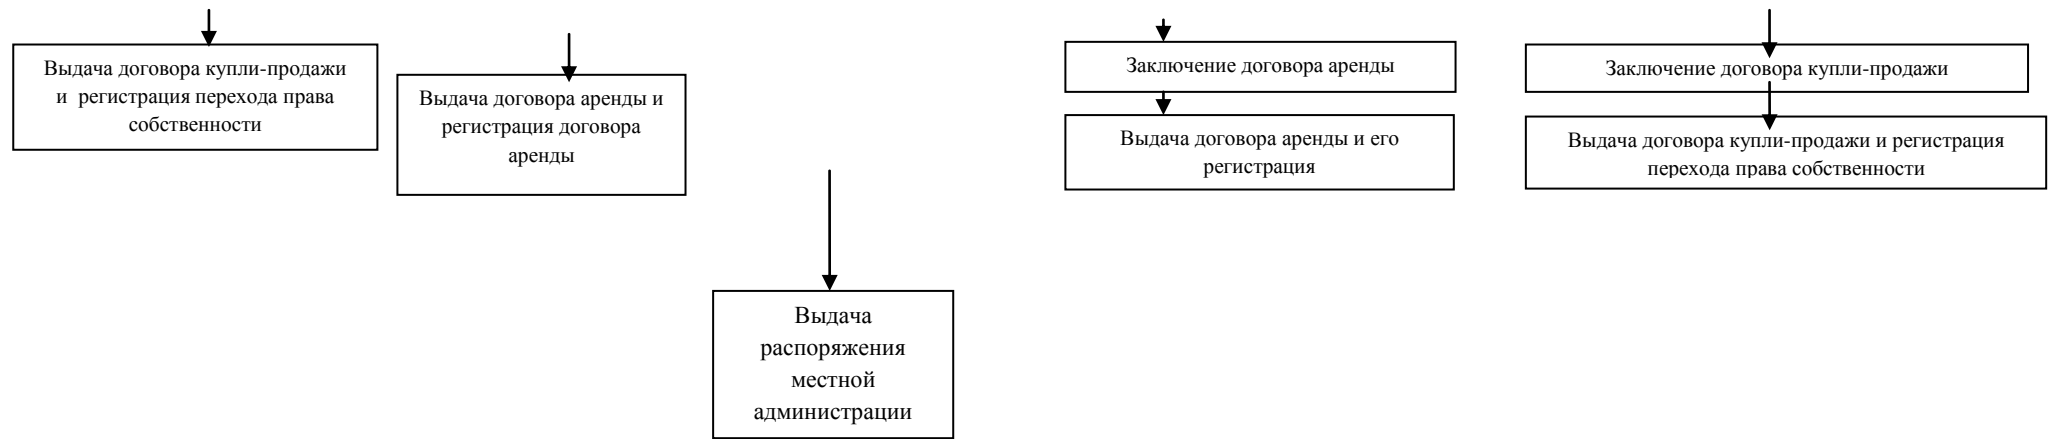 Выдача договора купли-продажи
и регистрация перехода права
собственности
Выдача договора аренды и
регистрация договора
аренды
Выдача
распоряжения
местной
администрации
Заключение договора аренды
Выдача договора аренды и его
регистрация
Заключение договора купли-продажи
Выдача договора купли-продажи и регистрация
перехода права собственности